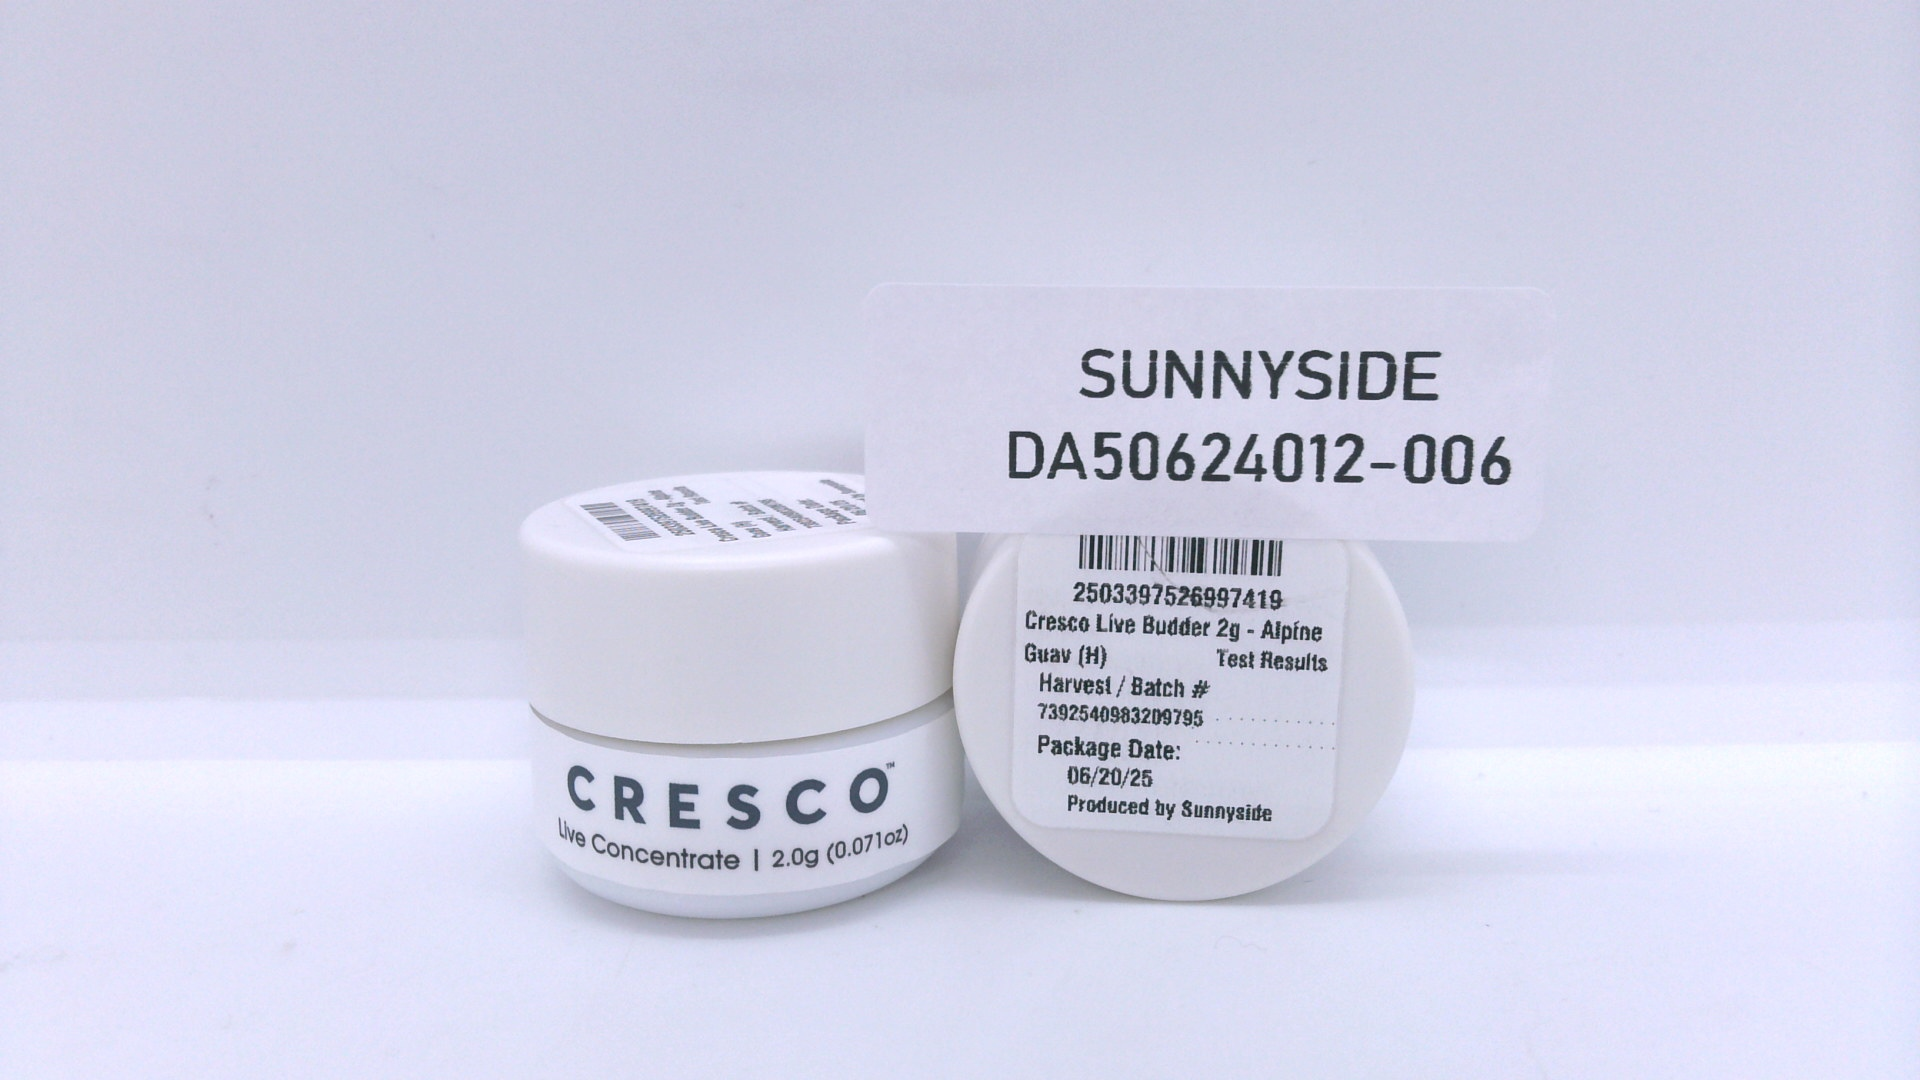 SUNNYSIDE
DA50624012-006
2503397526997419
Cresco Live Budder 2g - Alpine
Guav (H) Test Results
Harvest / Batch #
7392540983209795
Package Date:
06/20/25
Produced by Sunnyside
CRESCO™
Live Concentrate | 2.0g (0.071oz)